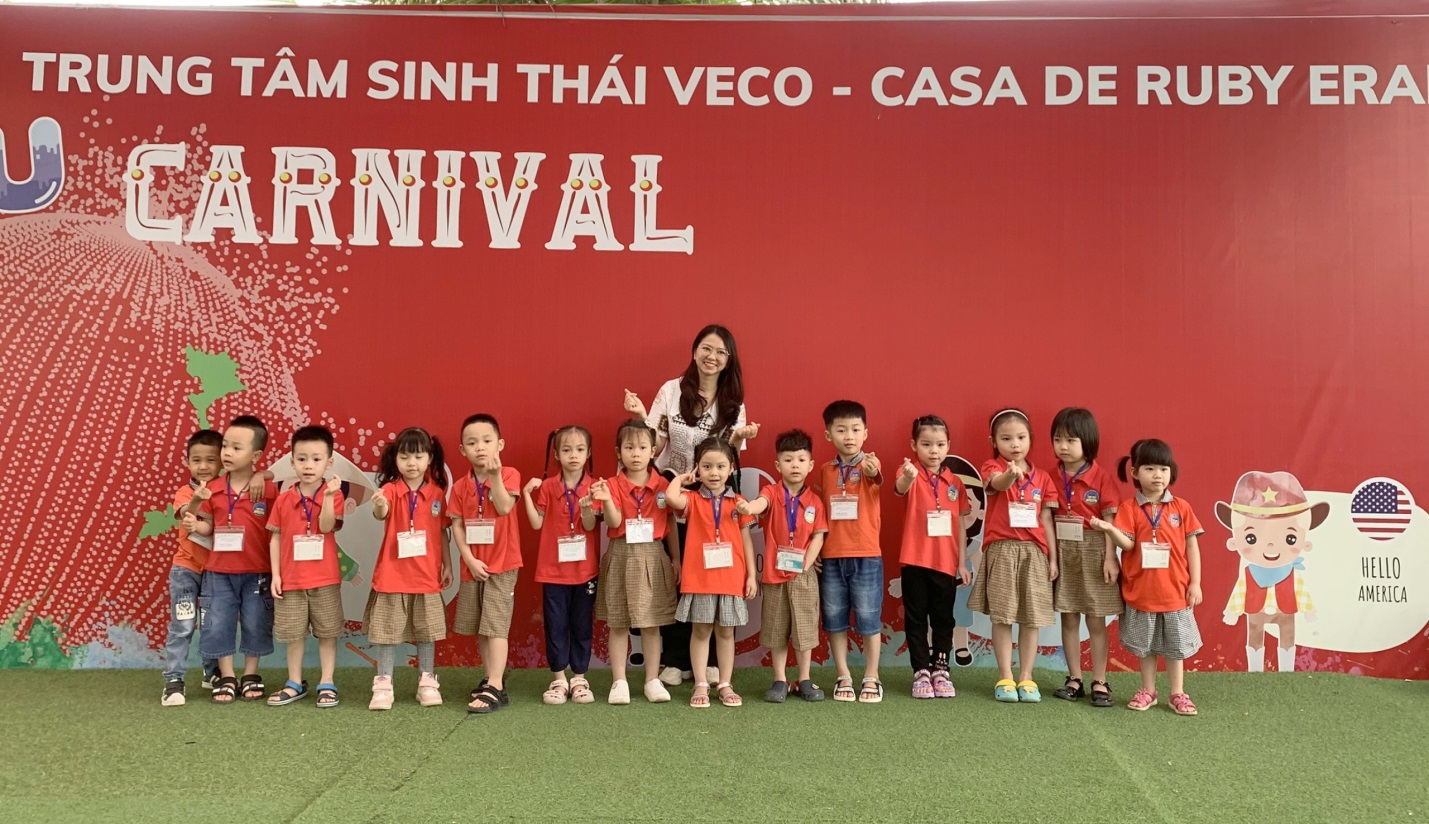 TRUNG TÂM SINH THÁI VECO - CASA DE RUBY ERA
U CARNIVAL
HELLO
AMERICA